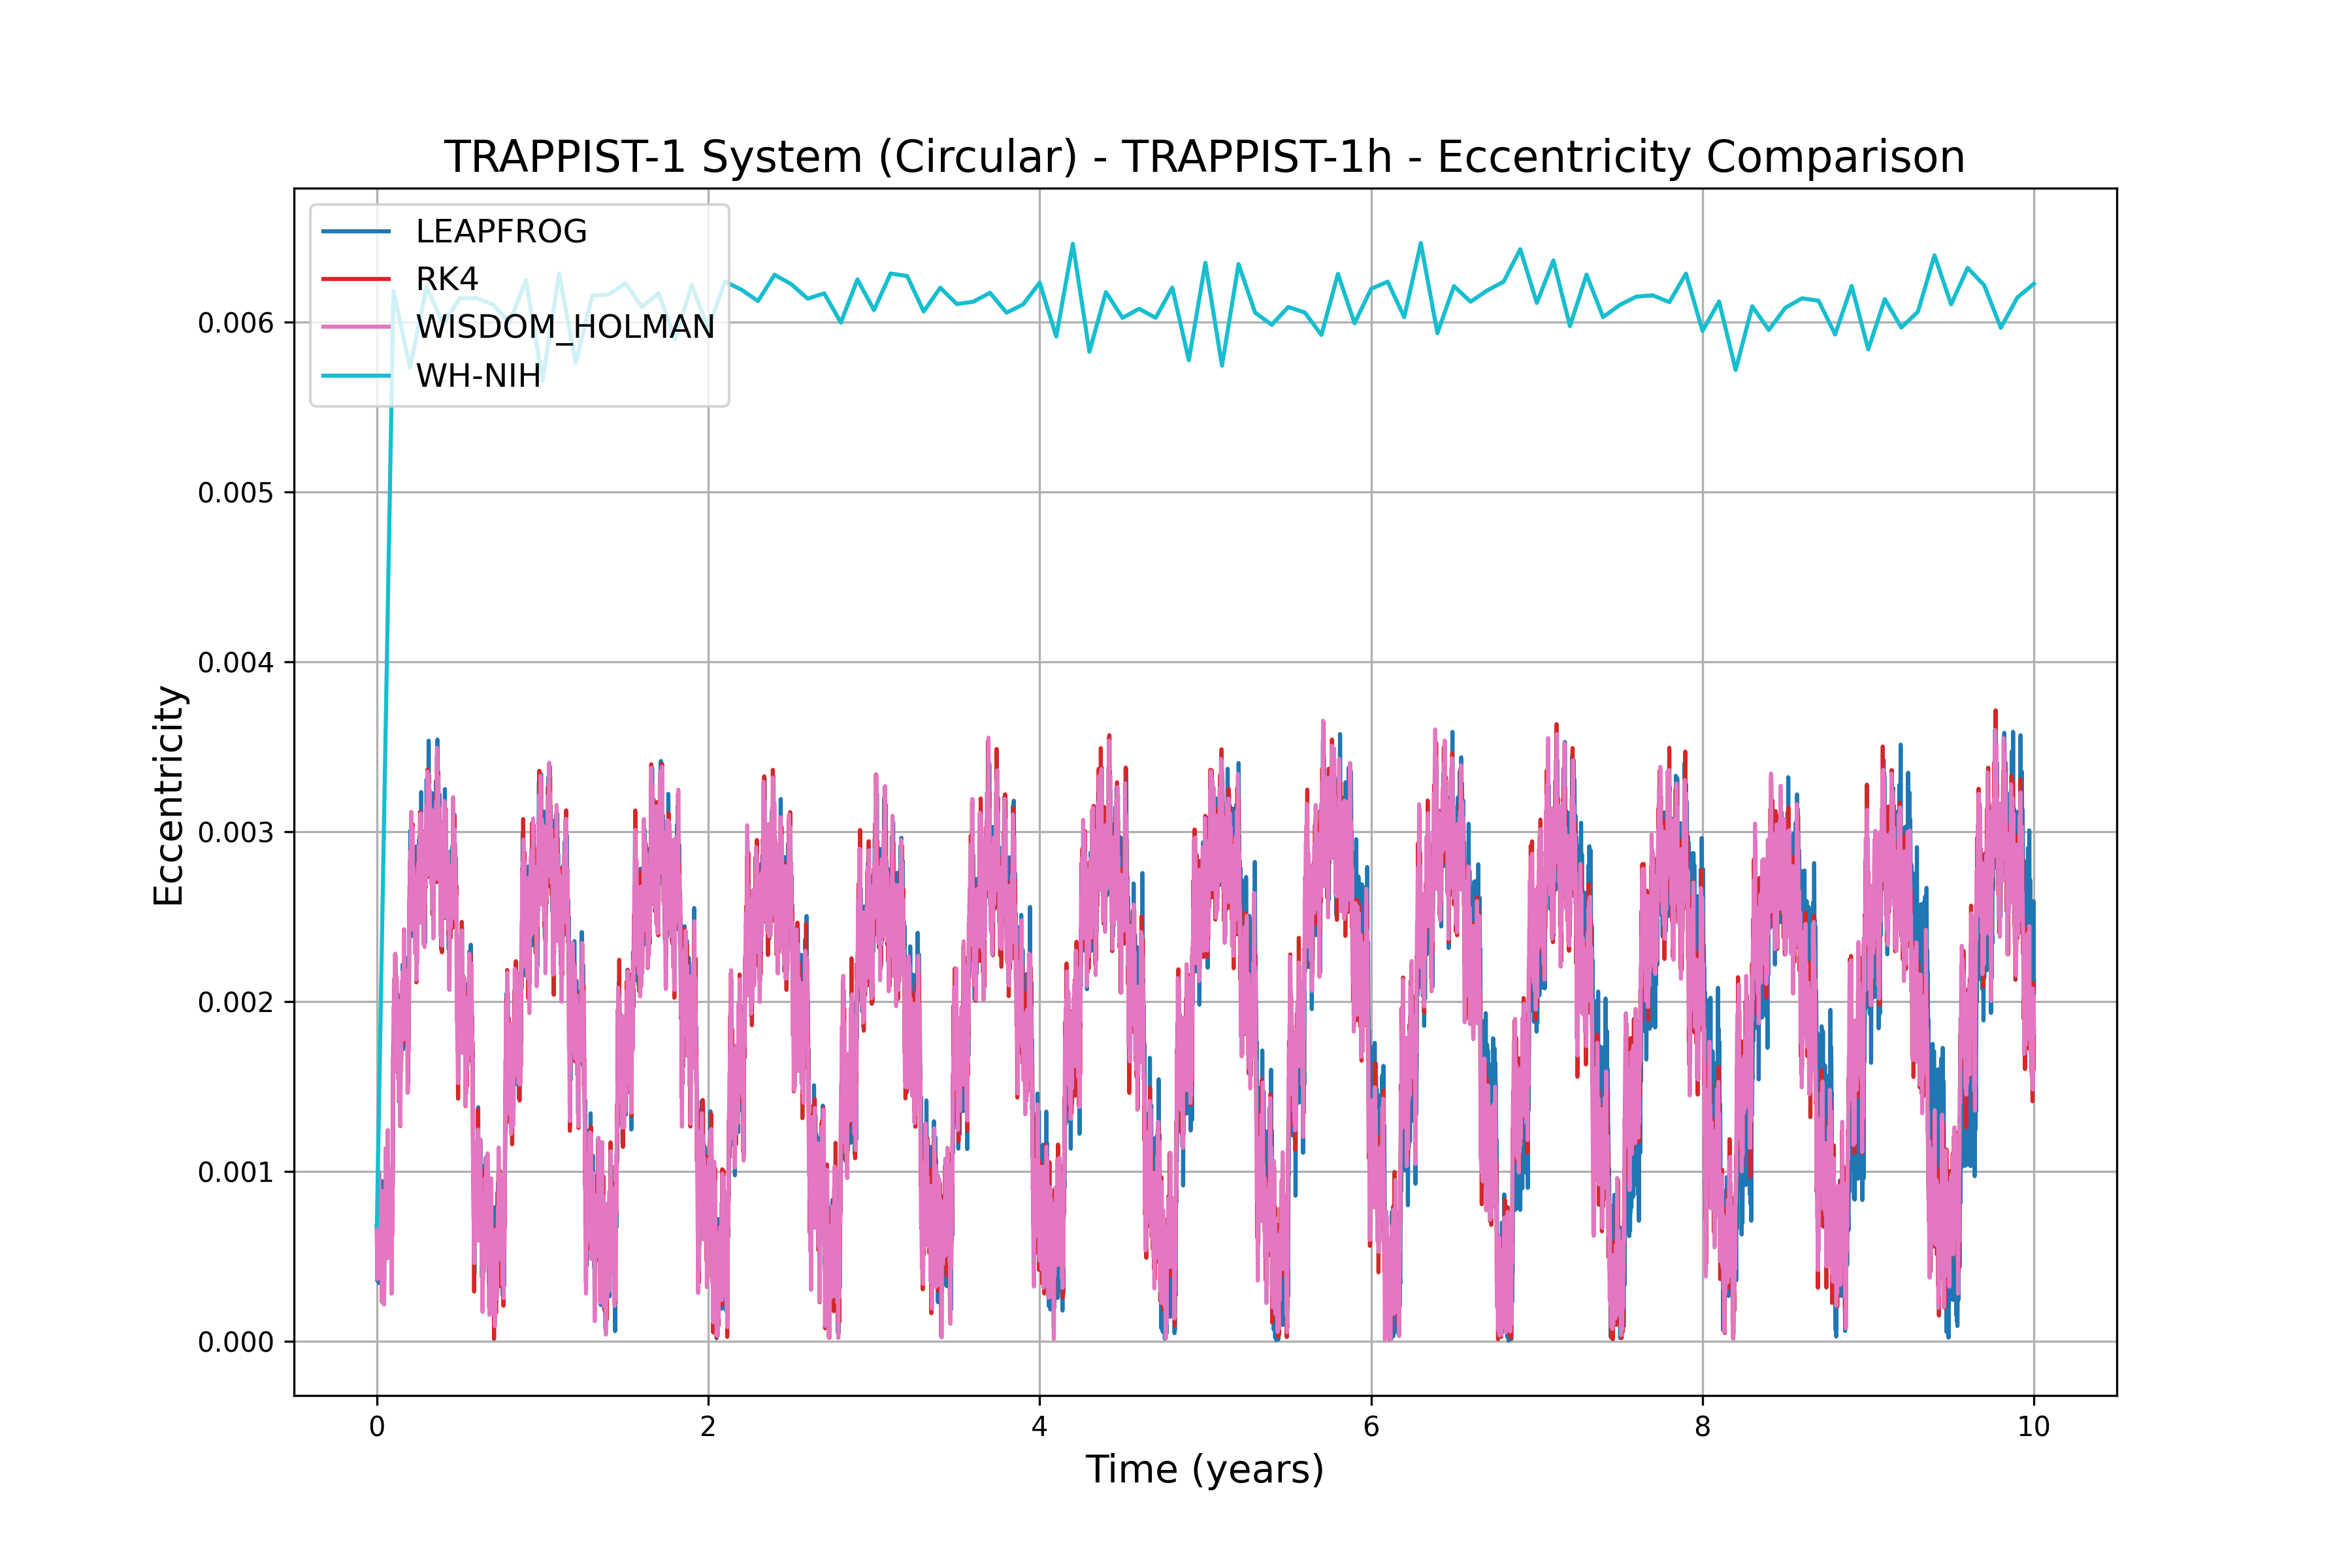 TRAPPIST-1 System (Circular) - TRAPPIST-1h - Eccentricity Comparison
LEAPFROG
RK4
WISDOM_HOLMAN
WH-NIH
Eccentricity
0.006
0.005
0.004
0.003
0.002
0.001
0.000
0 2 4 6 8 10
Time (years)